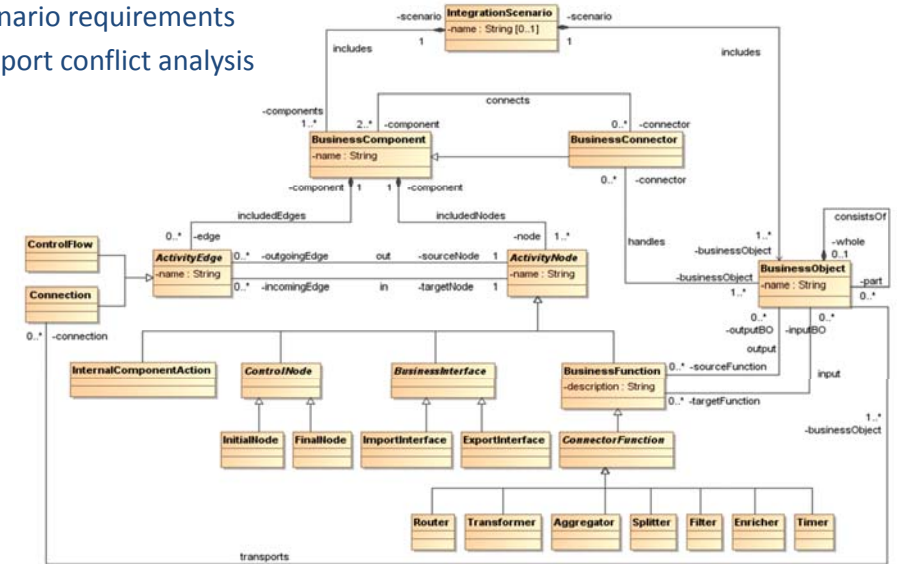 nario requirements
port conflict analysis
-scenario
IntegrationScenario
-scenario
-name : String [0..1]
1
1
includes
includes
connects
-components
1..*
2..*
-component
0..*
-connector
BusinessComponent
-name : String
BusinessConnector
-component
1
1
-component
0..*
-connector
consistsOf
includedEdges
includedNodes
handles
0..*
-edge
-node
1..*
1..*
-businessObject
-whole
0..1
ControlFlow
ActivityEdge
-name : String
0..*
-outgoingEdge
out
-sourceNode
1
ActivityNode
-name : String
0..*
-incomingEdge
in
-targetNode
1
-businessObject
1..*
BusinessObject
-name : String
-part
0..*
Connection
0..*
-connection
0..*
-outputBO
0..*
-inputBO
output
InternalComponentAction
ControlNode
BusinessInterface
BusinessFunction
-description : String
0..*
-sourceFunction
input
0..*
-targetFunction
1..*
-businessObject
InitialNode
FinalNode
ImportInterface
ExportInterface
ConnectorFunction
Router
Transformer
Aggregator
Splitter
Filter
Enricher
Timer
transports